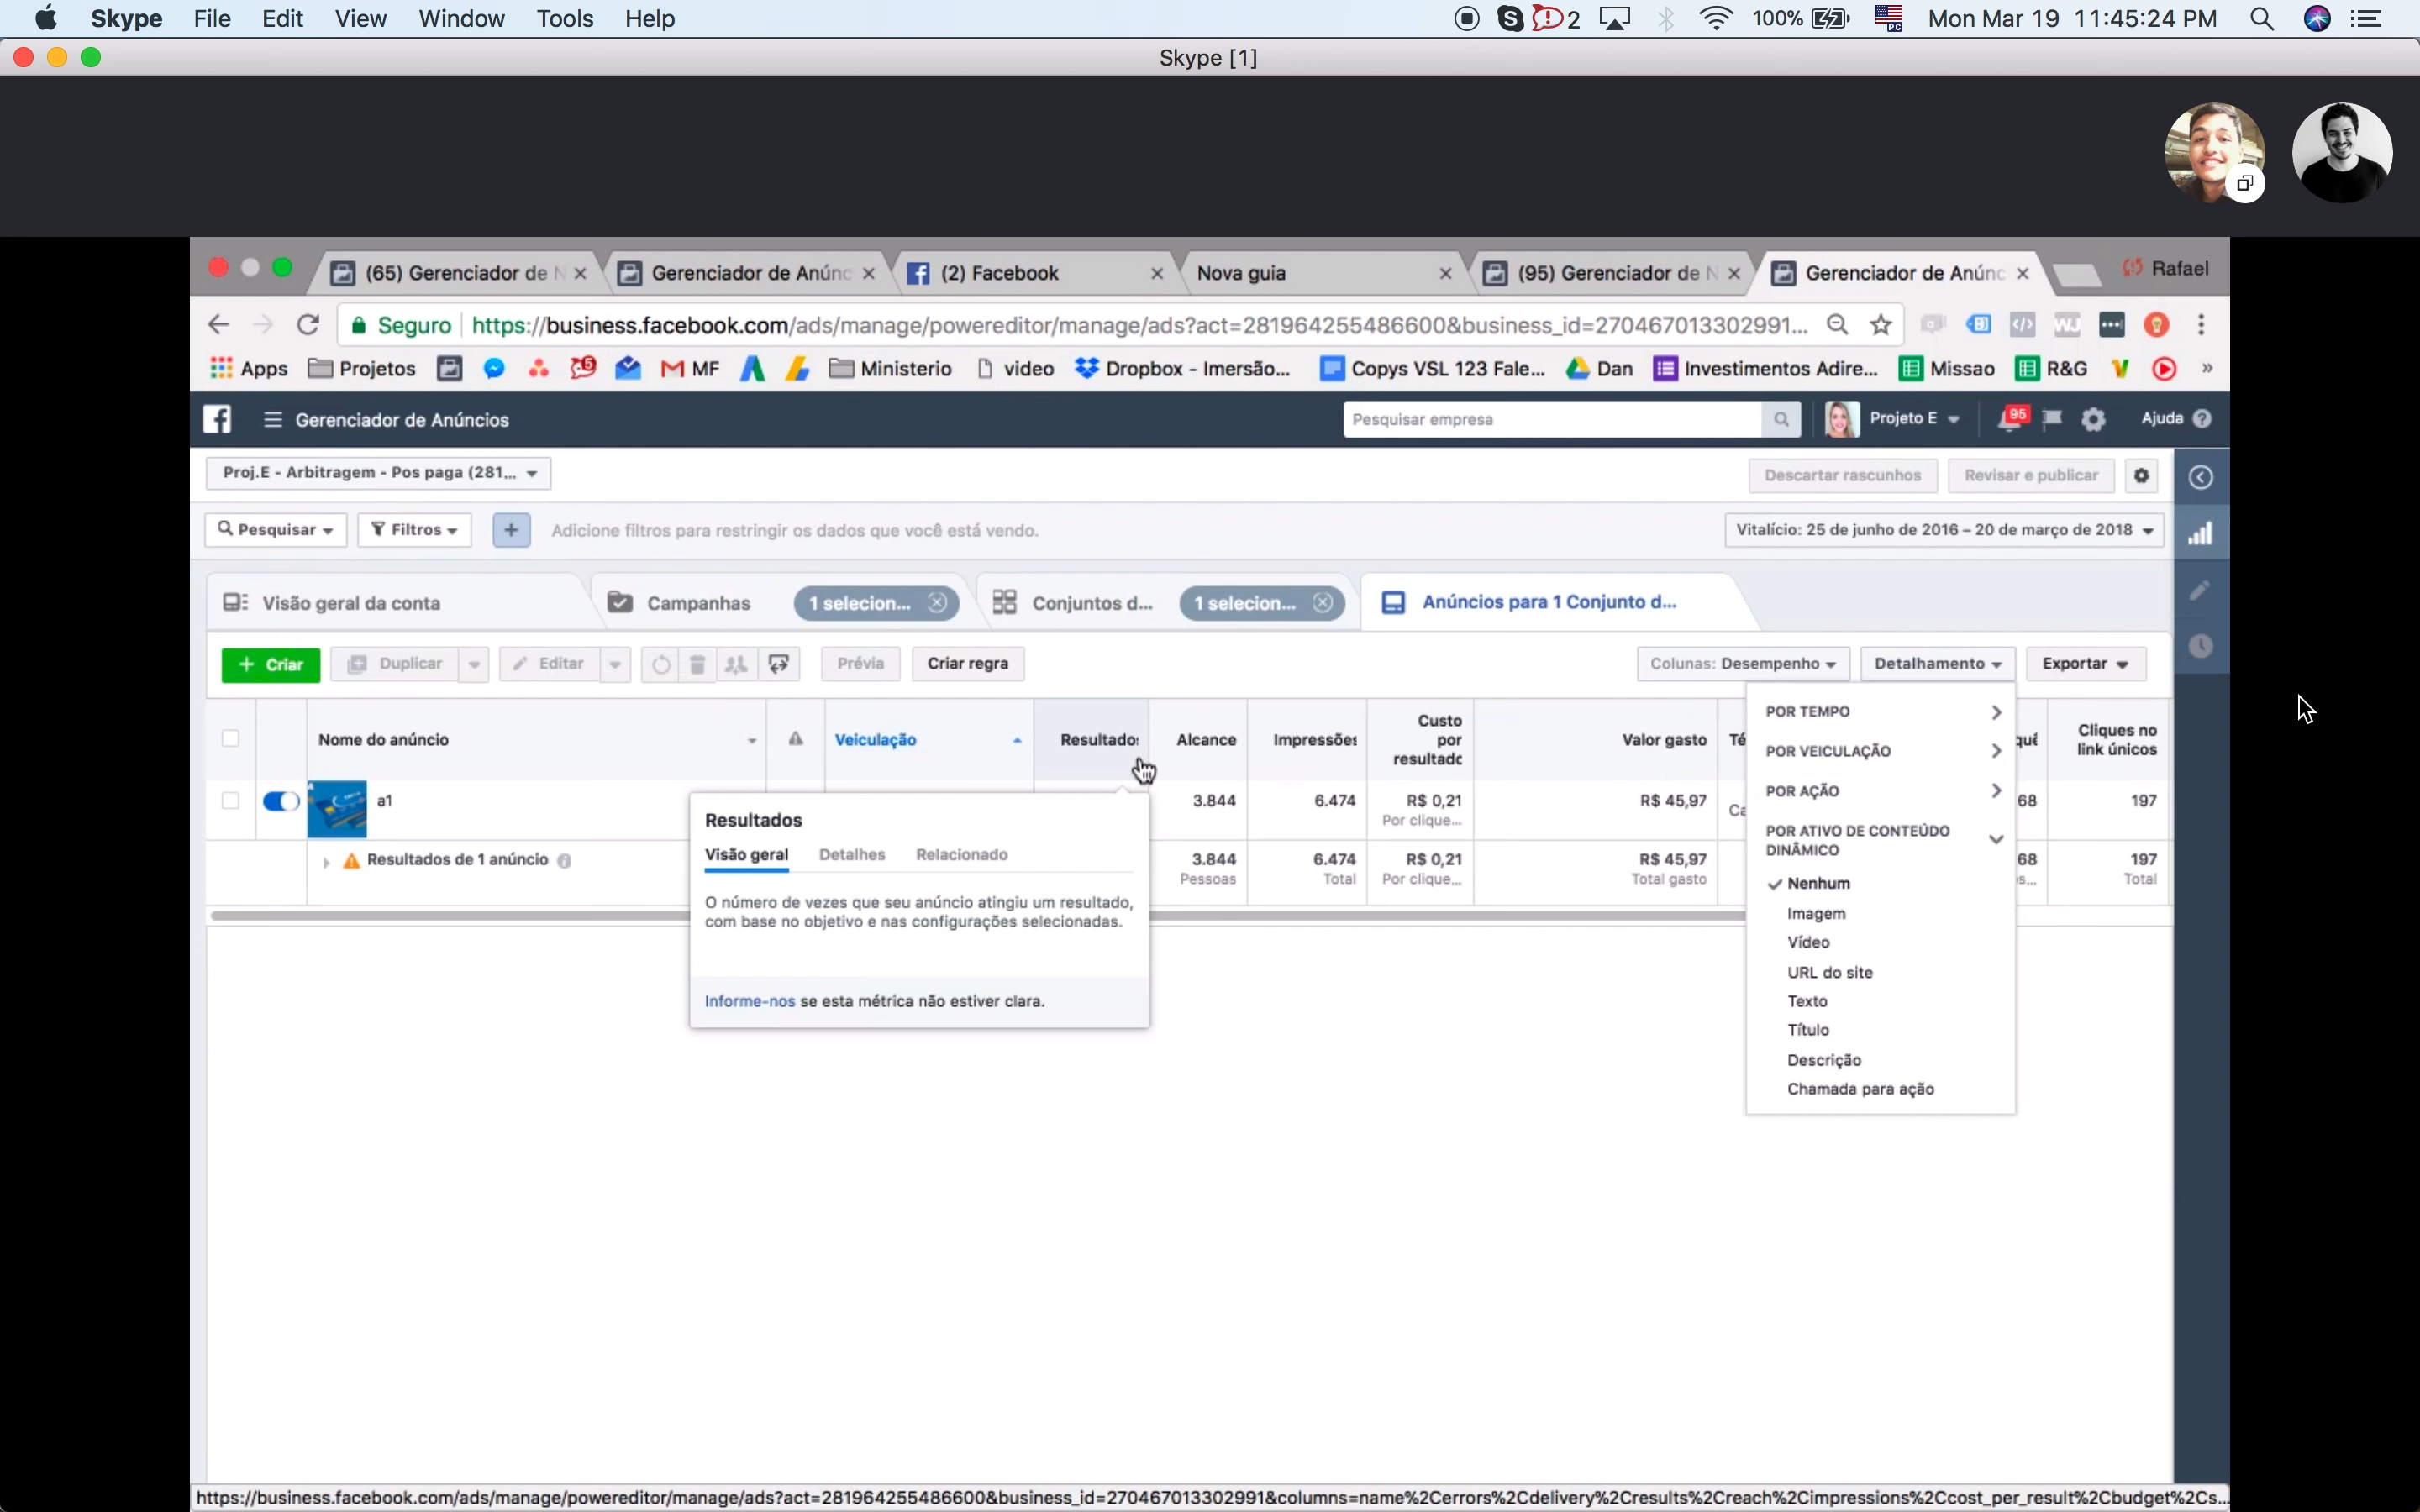 Skype File Edit View Window Tools Help
2 100% Mon Mar 19 11:45:24 PM
Skype [1]
(65) Gerenciador de N
Gerenciador de Anúnc
(2) Facebook
Nova guia
(95) Gerenciador de N
Gerenciador de Anúnc
Rafael
Seguro https://business.facebook.com/ads/manage/powereditor/manage/ads?act=281964255486600&business_id=270467013302991...
Apps Projetos MF Ministerio video Dropbox - Imersão... Copys VSL 123 Fale... Dan Investimentos Adire... Missao R&G »
Gerenciador de Anúncios
Pesquisar empresa
Projeto E
95
Ajuda
Proj.E - Arbitragem - Pos paga (281...
Descartar rascunhos
Revisar e publicar
Pesquisar
Filtros
+
Adicione filtros para restringir os dados que você está vendo.
Vitalício: 25 de junho de 2016 – 20 de março de 2018
Visão geral da conta
Campanhas
1 selecion...
Conjuntos d...
1 selecion...
Anúncios para 1 Conjunto d...
+ Criar
Duplicar
Editar
Prévia
Criar regra
Colunas: Desempenho
Detalhamento
Exportar
Nome do anúncio
Veiculação
Resultados
Alcance
Impressões
Custo por resultado
Valor gasto
Té
quê
Cliques no link únicos
a1
3.844
6.474
R$ 0,21
Por clique...
R$ 45,97
Ca
68
197
Resultados de 1 anúncio
3.844
Pessoas
6.474
Total
R$ 0,21
Por clique...
R$ 45,97
Total gasto
68
s...
197
Total
Resultados
Visão geral Detalhes Relacionado
O número de vezes que seu anúncio atingiu um resultado,
com base no objetivo e nas configurações selecionadas.
Informe-nos se esta métrica não estiver clara.
POR TEMPO
POR VEICULAÇÃO
POR AÇÃO
POR ATIVO DE CONTEÚDO
DINÂMICO
Nenhum
Imagem
Vídeo
URL do site
Texto
Título
Descrição
Chamada para ação
https://business.facebook.com/ads/manage/powereditor/manage/ads?act=281964255486600&business_id=270467013302991&columns=name%2Cerrors%2Cdelivery%2Cresults%2Creach%2Cimpressions%2Ccost_per_result%2Cbudget%2Cs...